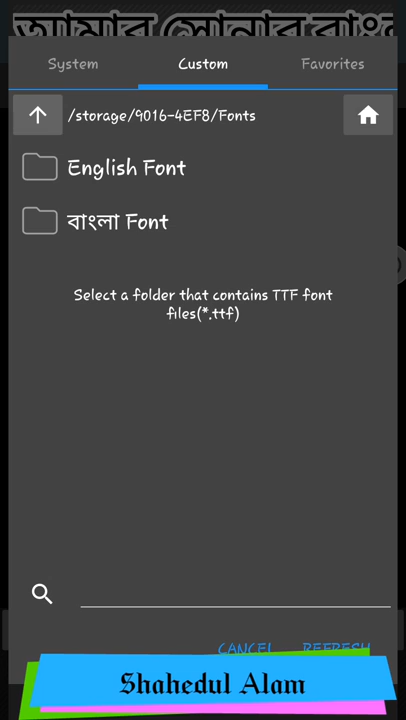 আমার সোনার বাংল
System Custom Favorites
/storage/9016-4EF8/Fonts
English Font
বাংলা Font
Select a folder that contains TTF font
files(*.ttf)
CANCEL REFRESH
Shahedul Alam